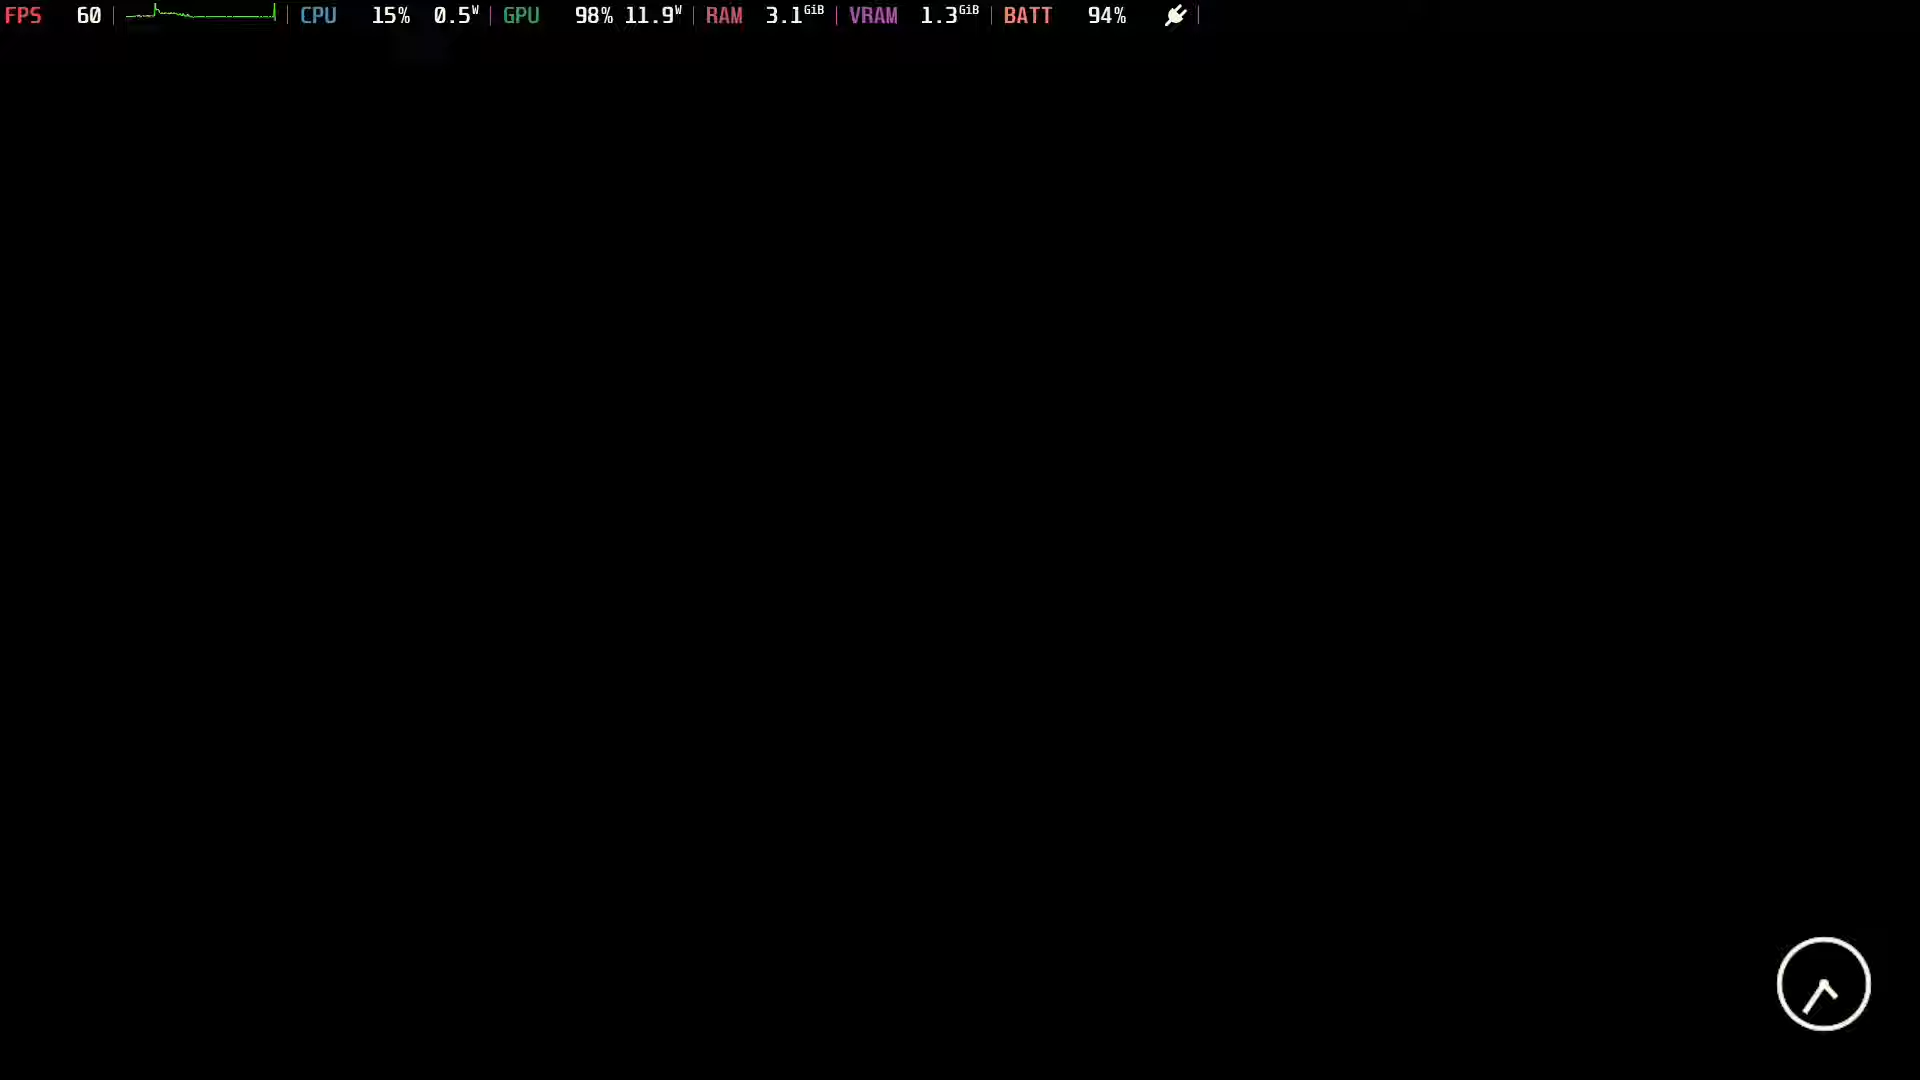 FPS 60 | | CPU 15% 0.5W | GPU 98% 11.9W | RAM 3.1GiB | VRAM 1.3GiB | BATT 94% |